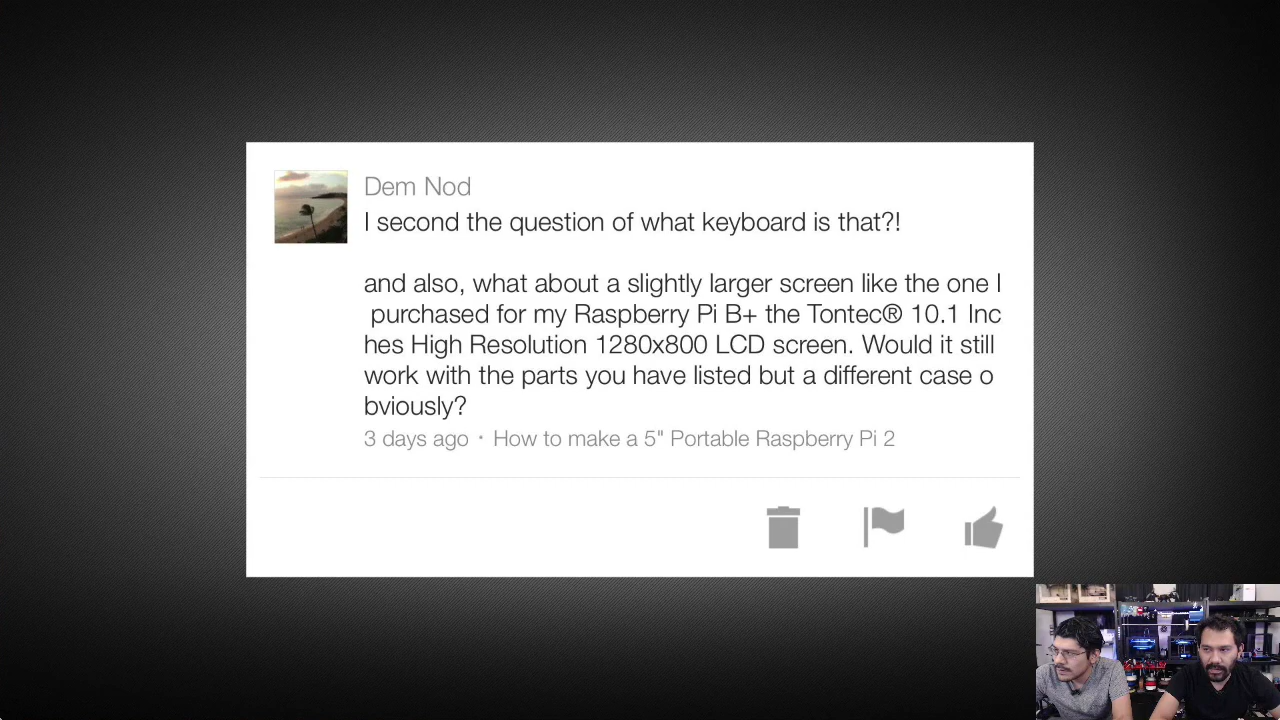 Dem Nod
I second the question of what keyboard is that?!
and also, what about a slightly larger screen like the one I
purchased for my Raspberry Pi B+ the Tontec® 10.1 Inc
hes High Resolution 1280x800 LCD screen. Would it still
work with the parts you have listed but a different case o
bviously?
3 days ago · How to make a 5" Portable Raspberry Pi 2